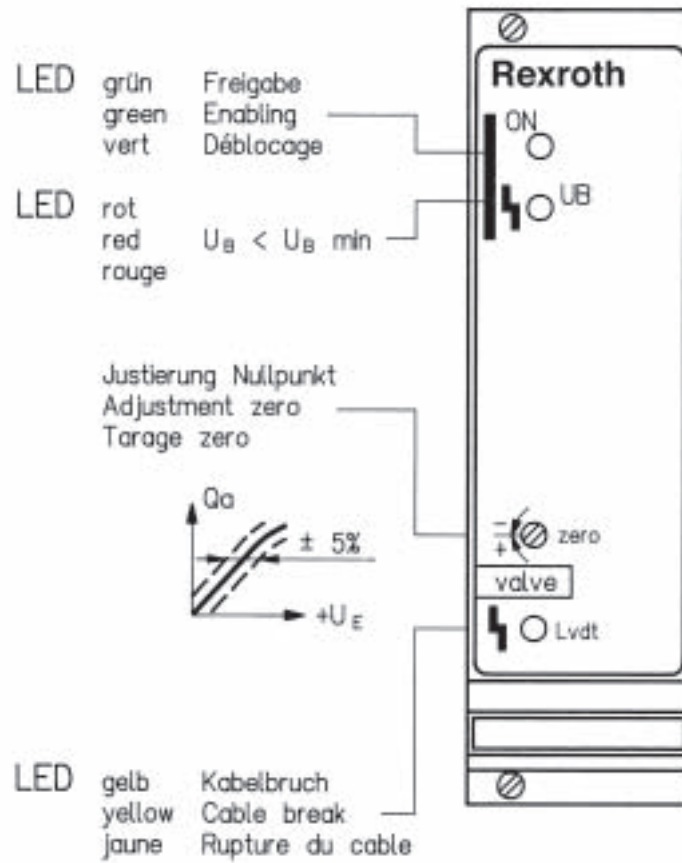 LED grün Freigabe
green Enabling
vert Déblocage
LED rot
red U_B < U_B min
rouge
Justierung Nullpunkt
Adjustment zero
Tarage zero
Qa
± 5%
+U_E
LED gelb Kabelbruch
yellow Cable break
jaune Rupture du cable
Rexroth
ON
UB
−
+
zero
valve
Lvdt